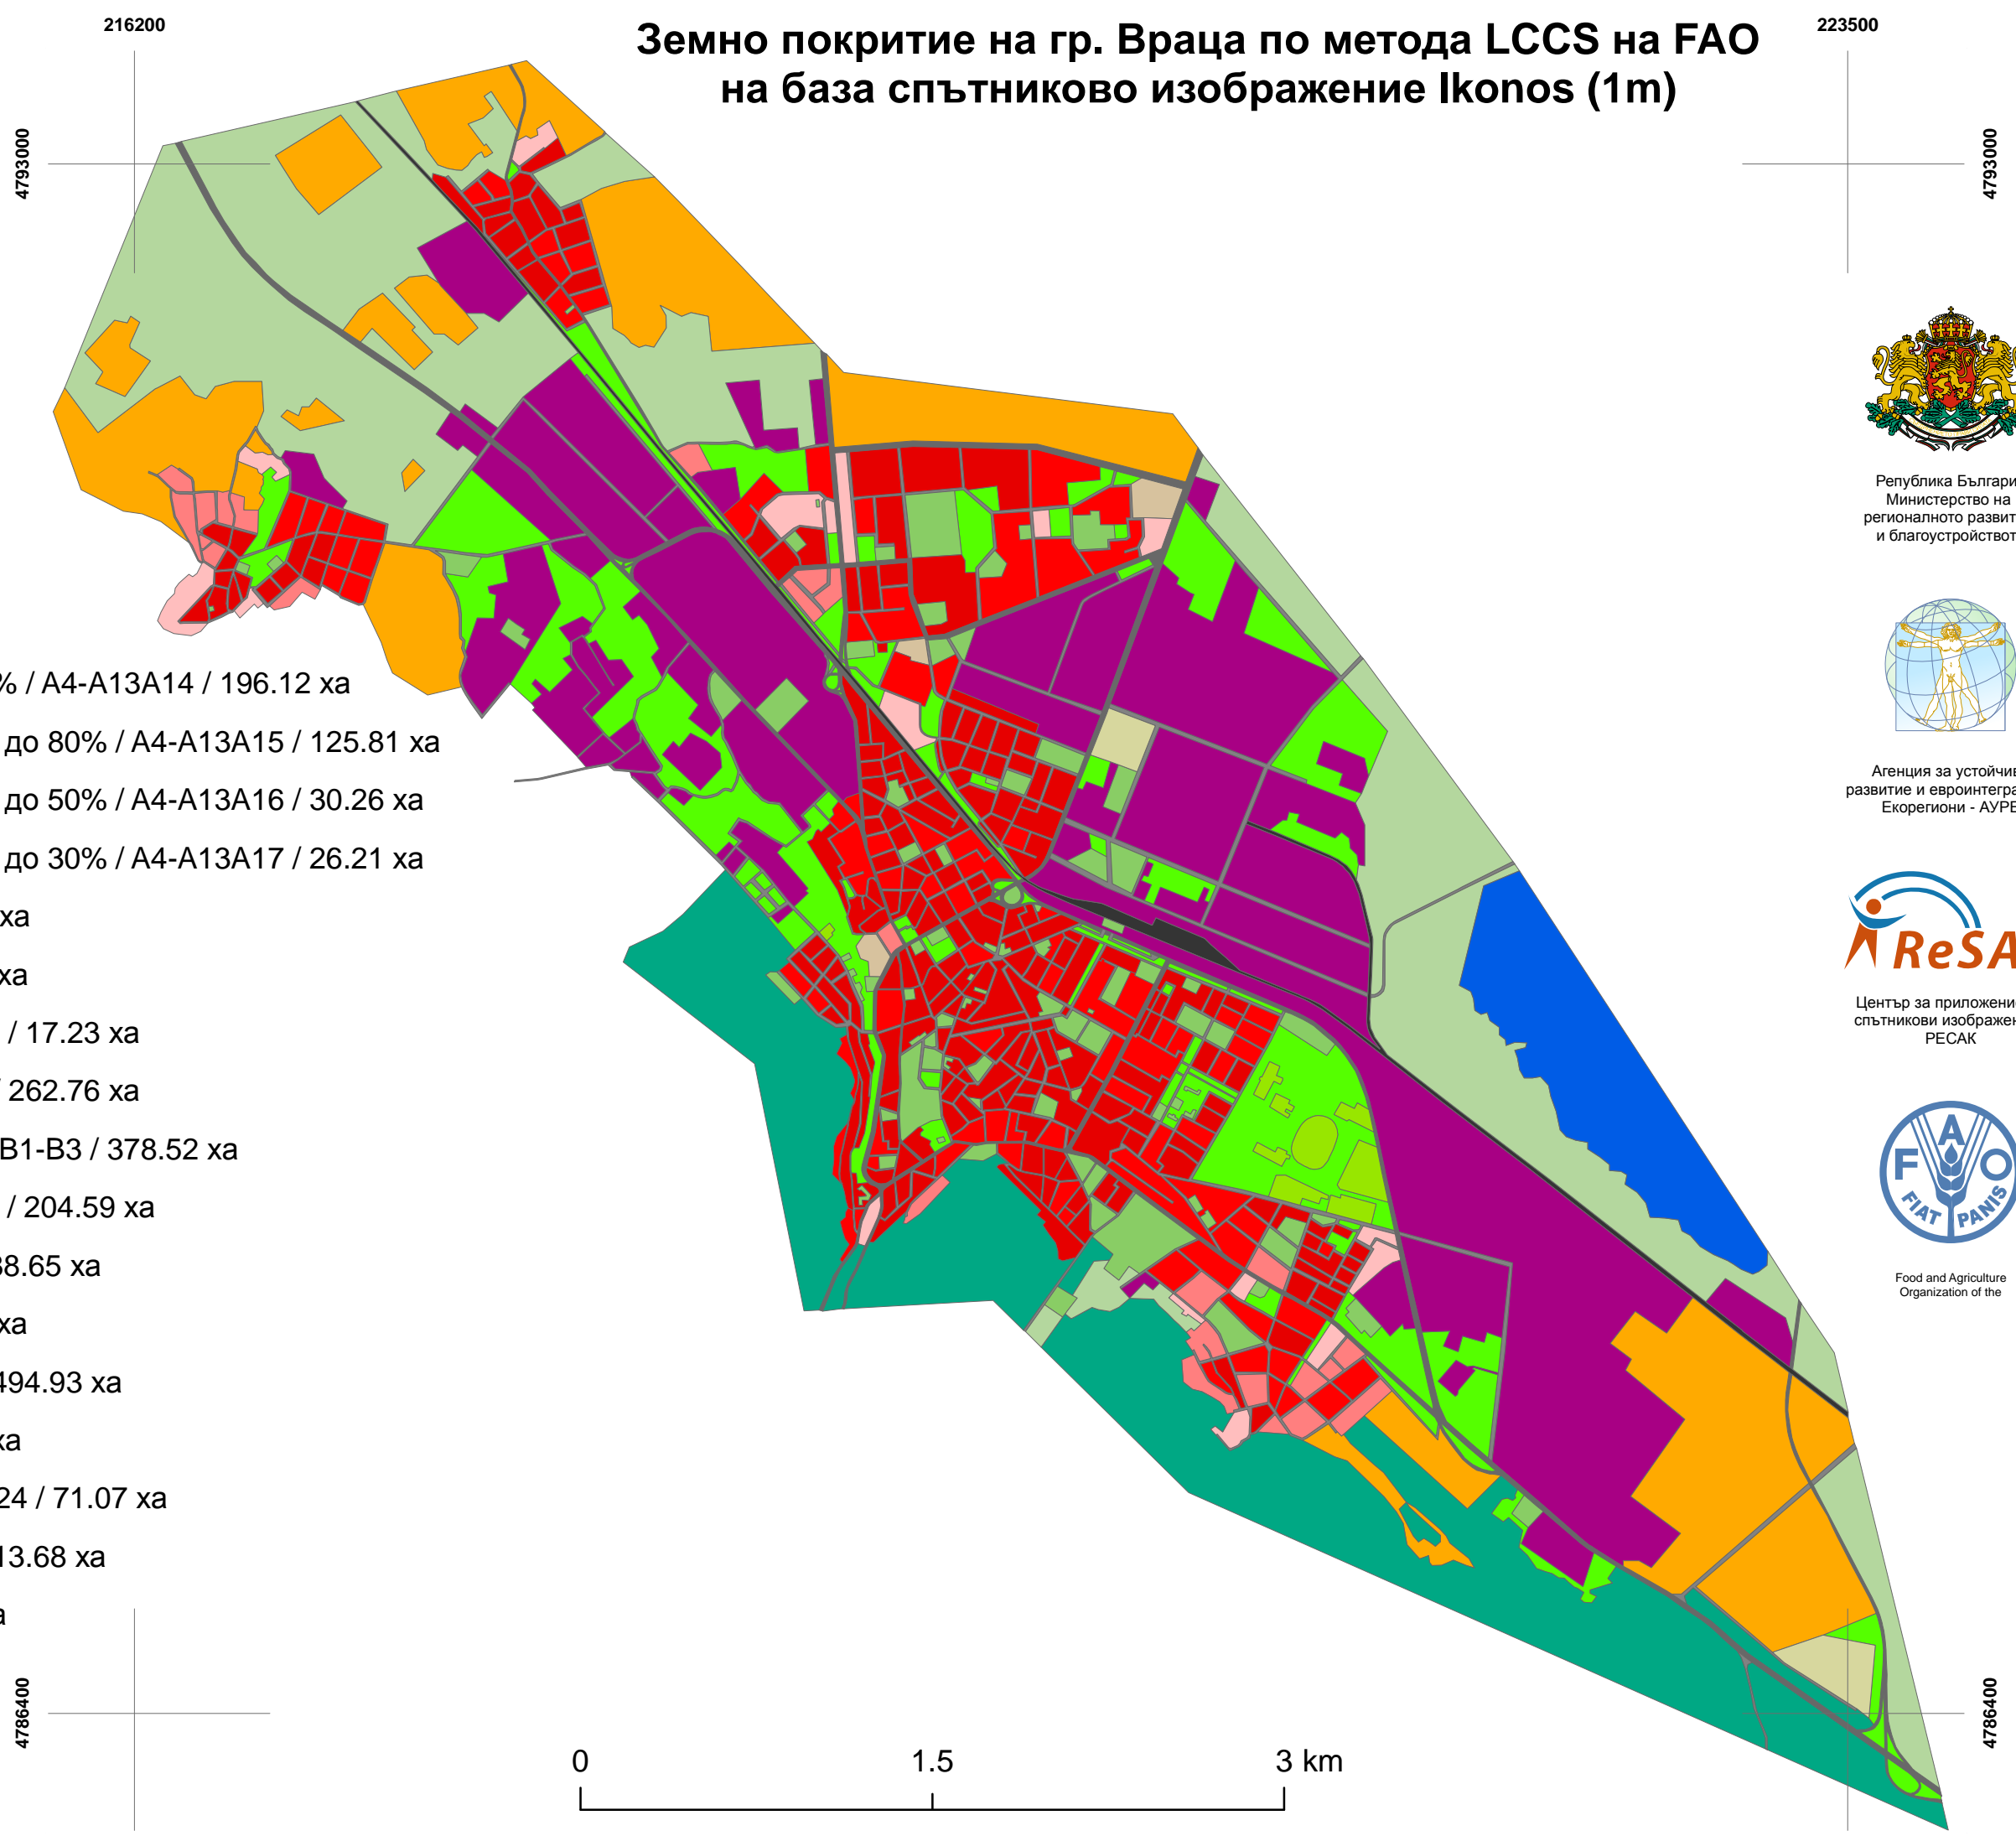 216200
Земно покритие на гр. Враца по метода LCCS на FAO
на база спътниково изображение Ikonos (1m)
223500
4793000
4793000
Република Българи
Министерство на
регионалното развит
и благоустройствот
% / A4-A13A14 / 196.12 ха
до 80% / A4-A13A15 / 125.81 ха
до 50% / A4-A13A16 / 30.26 ха
до 30% / A4-A13A17 / 26.21 ха
ха
ха
/ 17.23 ха
/ 262.76 ха
B1-B3 / 378.52 ха
/ 204.59 ха
38.65 ха
ха
494.93 ха
ха
24 / 71.07 ха
13.68 ха
а
Агенция за устойчив
развитие и евроинтегра
Екорегиони - АУРЕ
ReSA
Център за приложени
спътникови изображен
РЕСАК
FAO
FIAT PANIS
Food and Agriculture
Organization of the
4786400
4786400
0 1.5 3 km